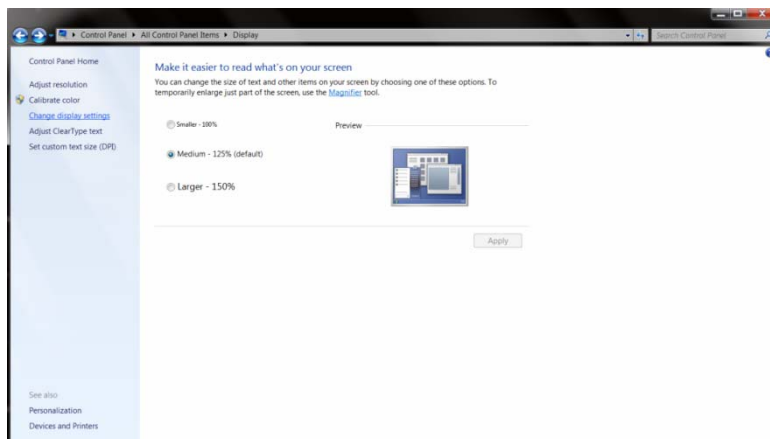 Control Panel ▸ All Control Panel Items ▸ Display
Search Control Panel
Control Panel Home
Adjust resolution
Calibrate color
Change display settings
Adjust ClearType text
Set custom text size (DPI)
Make it easier to read what's on your screen
You can change the size of text and other items on your screen by choosing one of these options. To
temporarily enlarge just part of the screen, use the Magnifier tool.
Smaller - 100%
Preview
Medium - 125% (default)
Larger - 150%
Apply
See also
Personalization
Devices and Printers